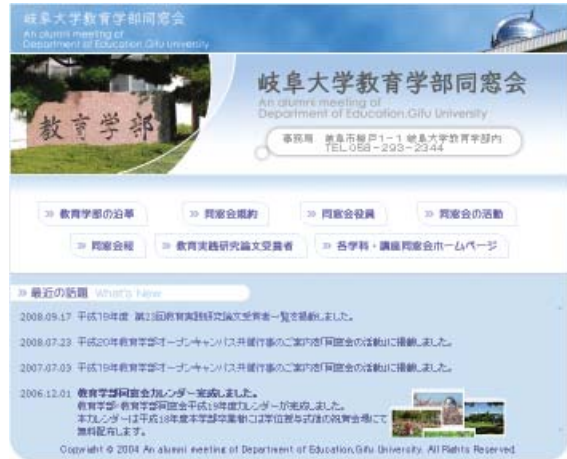 岐阜大学教育学部同窓会
An alumni meeting of
Department of Education,Gifu University
教育学部
岐阜大学教育学部同窓会
An alumni meeting of
Department of Education,Gifu University
事務局 岐阜市柳戸1-1 岐阜大学教育学部内
TEL.058-293-2344
» 教育学部の沿革 » 同窓会規約 » 同窓会役員 » 同窓会の活動
» 同窓会報 » 教育実践研究論文受賞者 » 各学科・講座同窓会ホームページ
» 最近の話題 What's New
2008.09.17 平成19年度 第23回教育実践研究論文受賞者一覧を掲載しました。
2008.07.23 平成20年教育学部オープンキャンパス共催行事のご案内を「同窓会の活動」に掲載しました。
2007.07.03 平成19年教育学部オープンキャンパス共催行事のご案内を「同窓会の活動」に掲載しました。
2006.12.01 教育学部同窓会カレンダー完成しました。
教育学部・教育学部同窓会平成19年度カレンダーが完成しました。
本カレンダーは平成18年度本学部卒業者には学位授与式後の祝賀会場にて
無料配布します。
Copyright © 2004 An alumni meeting of Department of Education,Gifu University. All Rights Reserved.